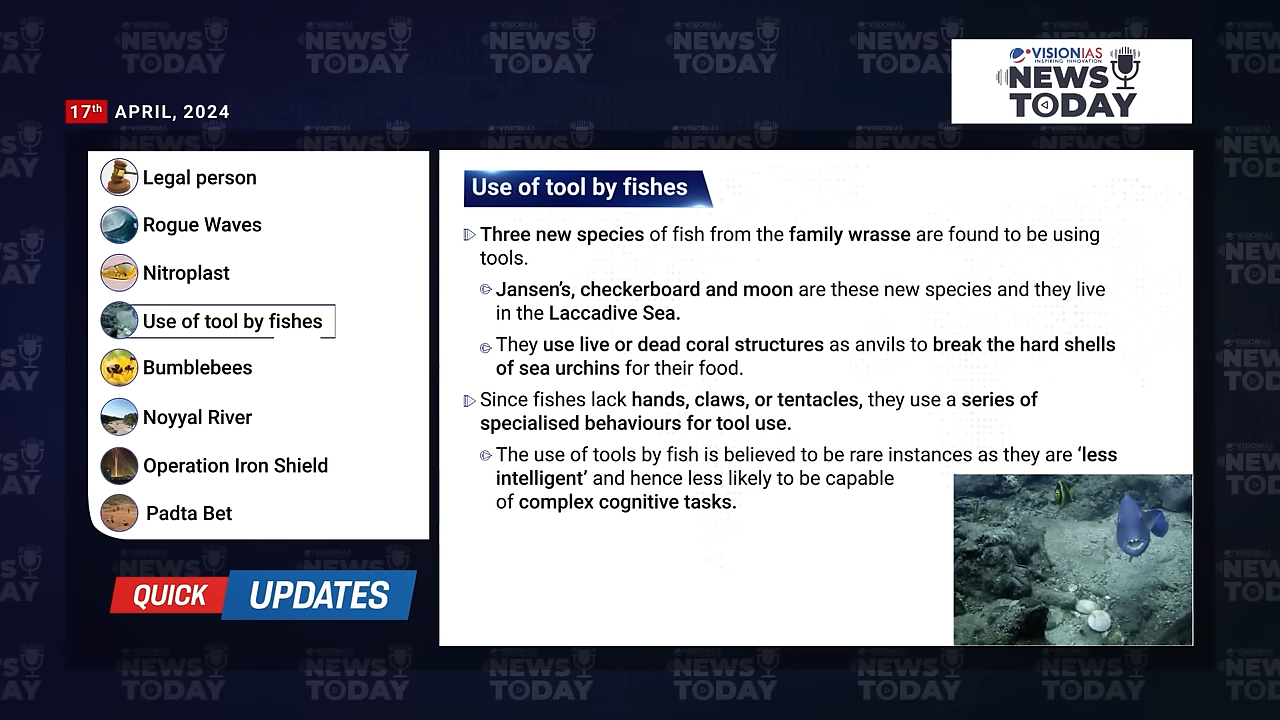 VISIONIAS
INSPIRING INNOVATION
NEWS
TODAY
17th APRIL, 2024
Legal person
Rogue Waves
Nitroplast
Use of tool by fishes
Bumblebees
Noyyal River
Operation Iron Shield
Padta Bet
QUICK UPDATES
Use of tool by fishes
Three new species of fish from the family wrasse are found to be using
tools.
Jansen's, checkerboard and moon are these new species and they live
in the Laccadive Sea.
They use live or dead coral structures as anvils to break the hard shells
of sea urchins for their food.
Since fishes lack hands, claws, or tentacles, they use a series of
specialised behaviours for tool use.
The use of tools by fish is believed to be rare instances as they are ‘less
intelligent’ and hence less likely to be capable
of complex cognitive tasks.